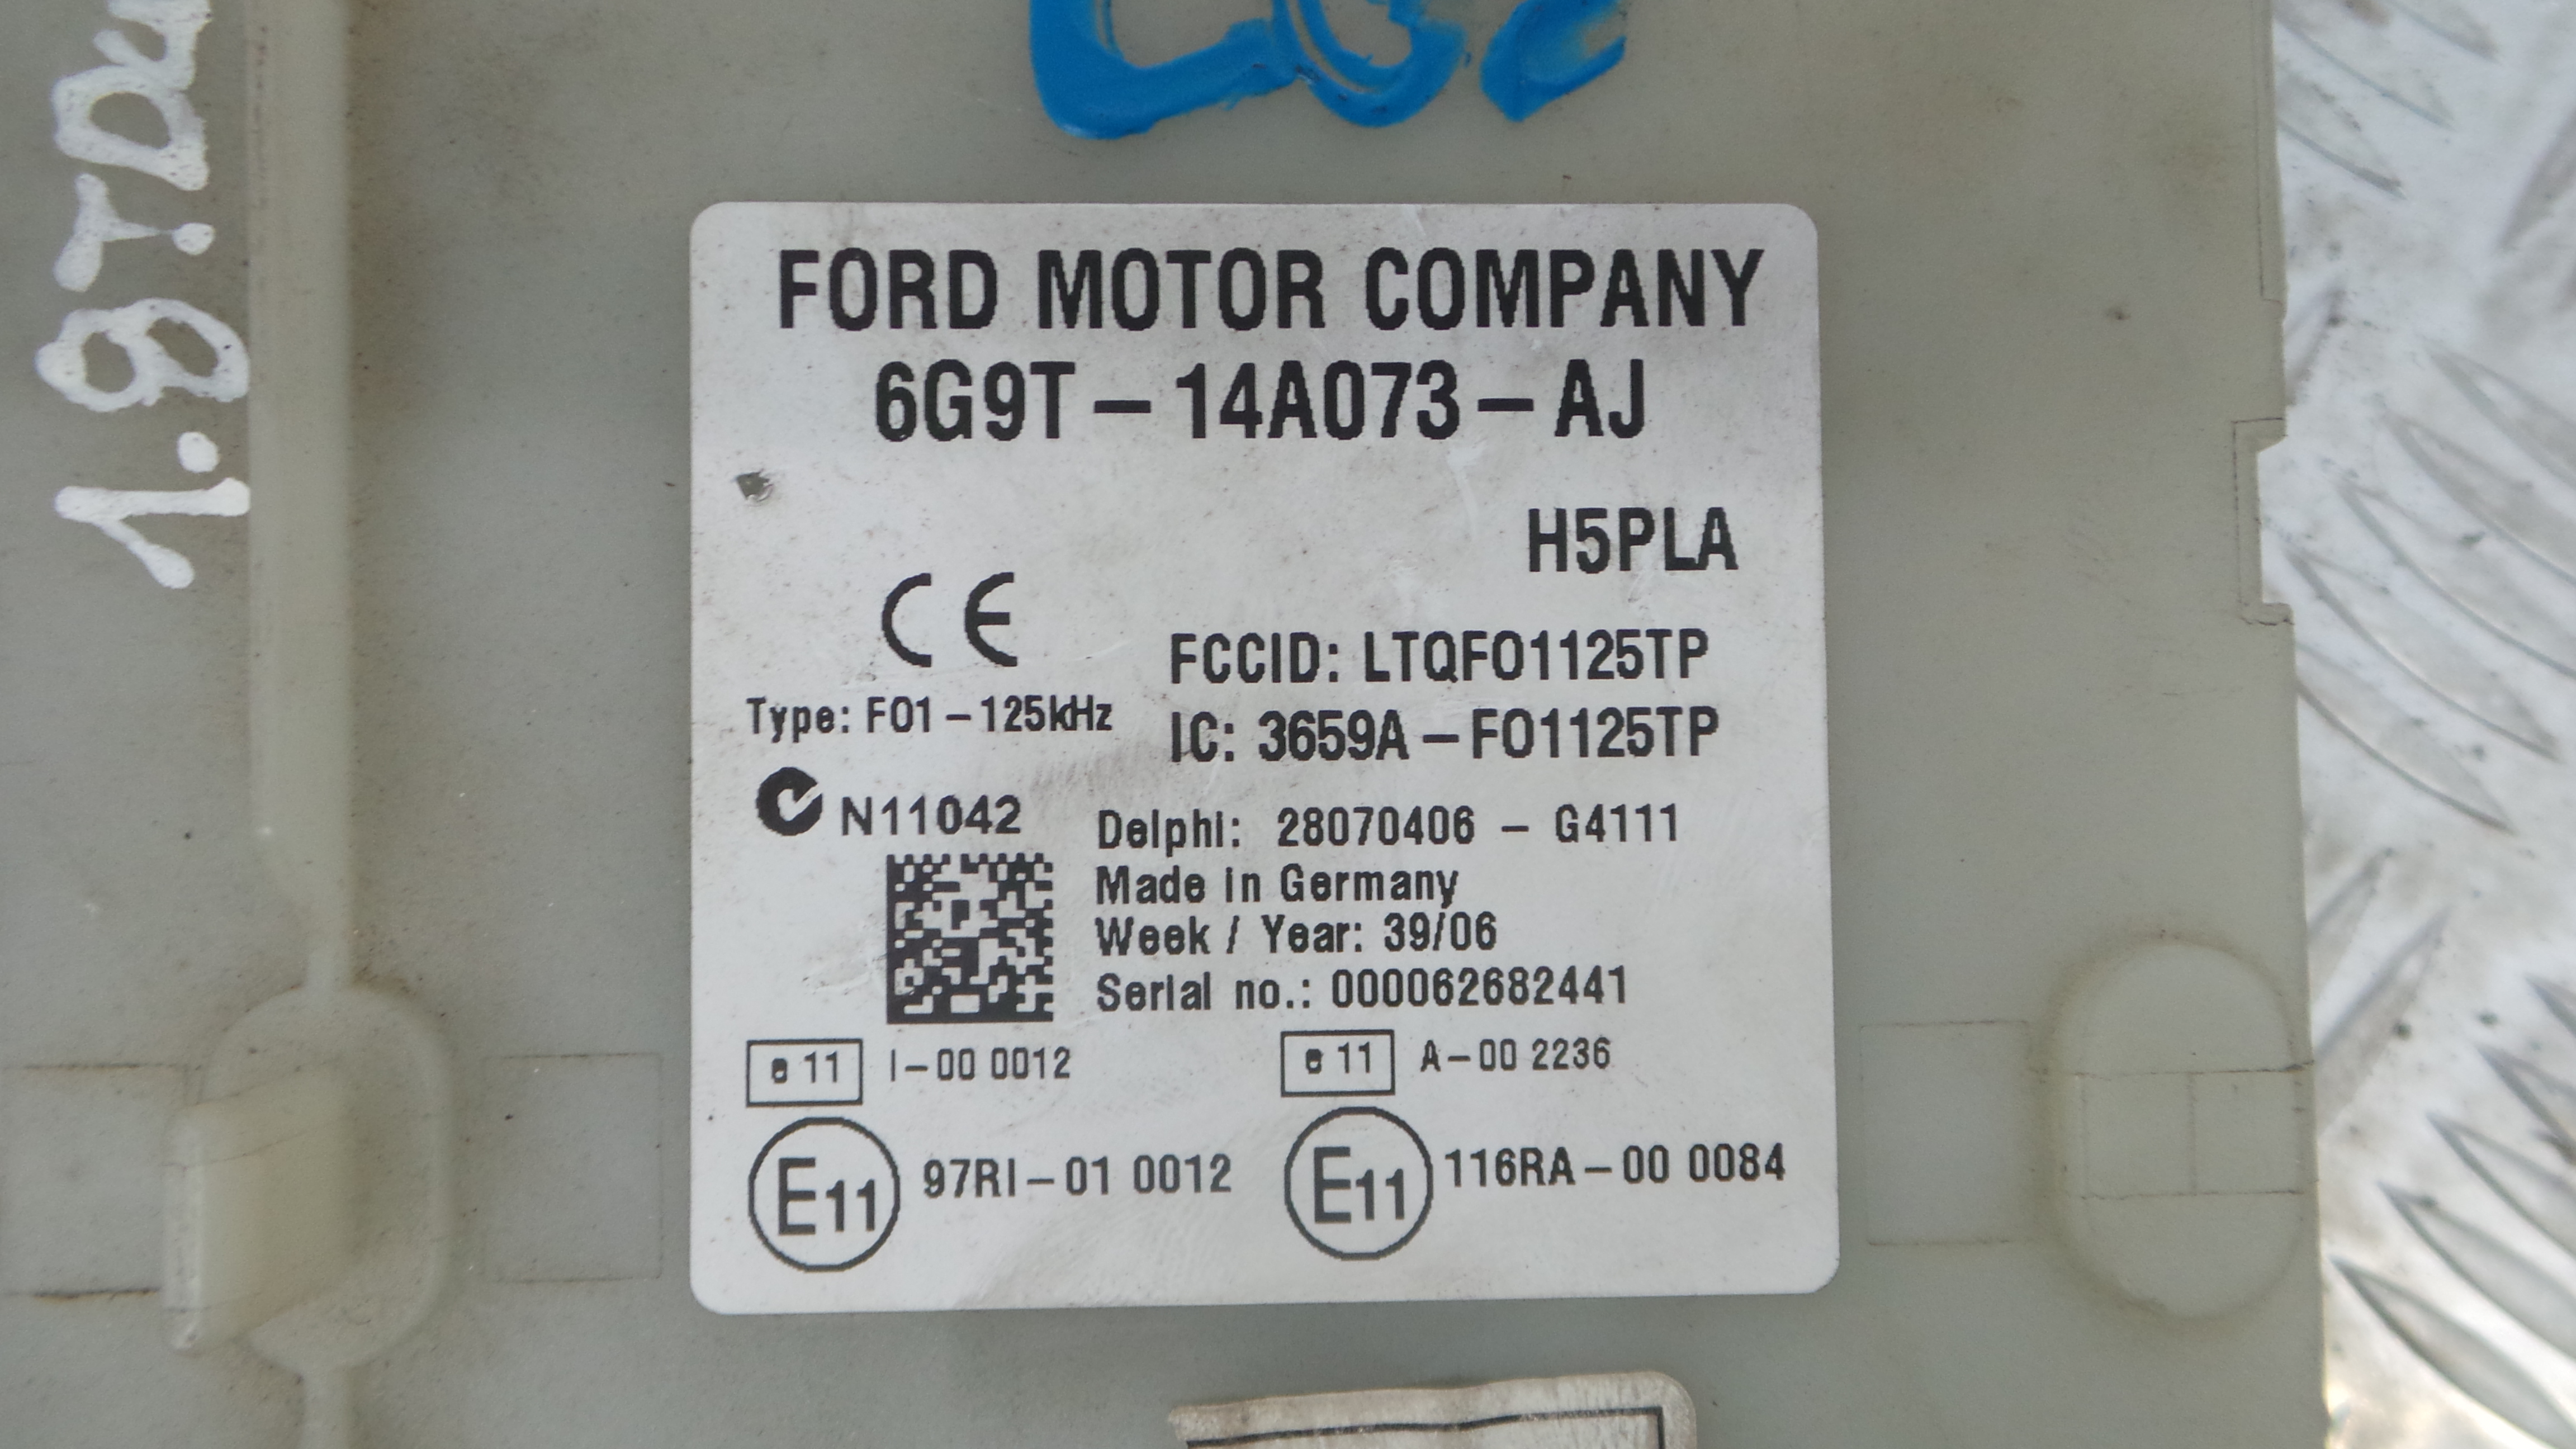 1.8TD
FORD MOTOR COMPANY
6G9T-14A073-AJ
H5PLA
CE
FCCID: LTQFO1125TP
Type: FO1-125kHz
IC: 3659A-FO1125TP
N11042
Delphi: 28070406 - G4111
Made in Germany
Week / Year: 39/06
Serial no.: 000062682441
e 11 I-00 0012
e 11 A-00 2236
E11 97RI-01 0012
E11 116RA-00 0084